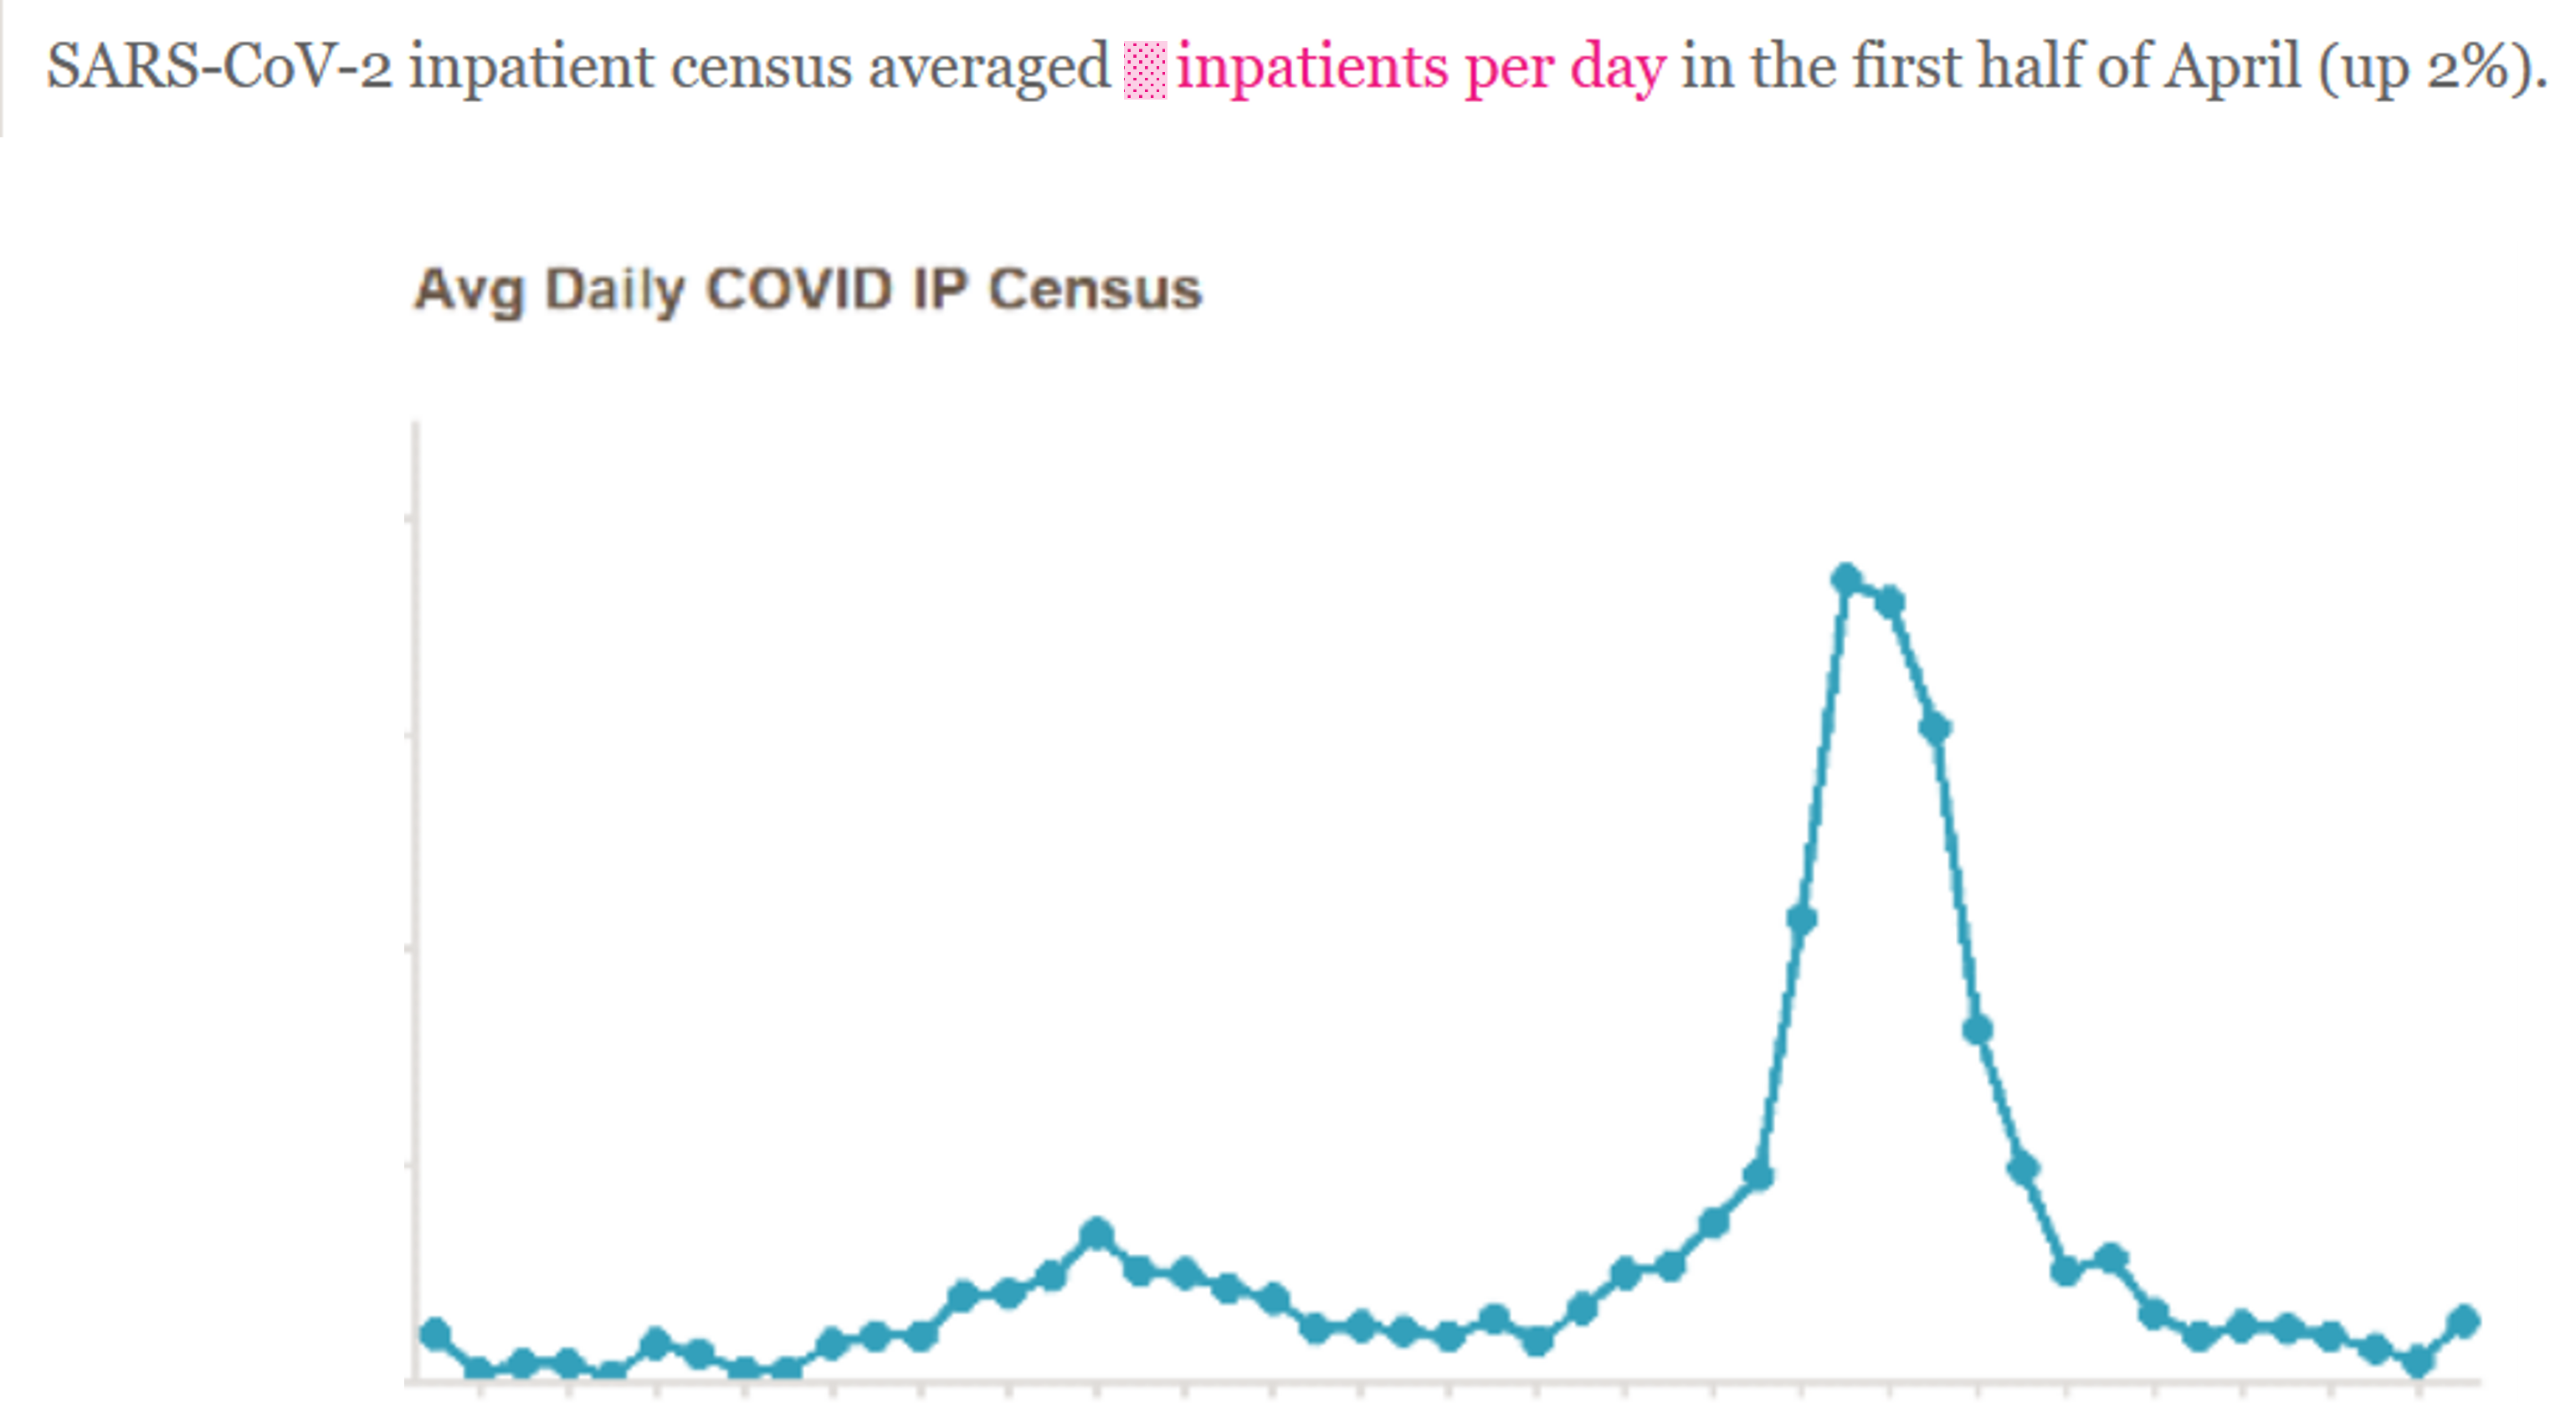 SARS-CoV-2 inpatient census averaged inpatients per day in the first half of April (up 2%).
Avg Daily COVID IP Census